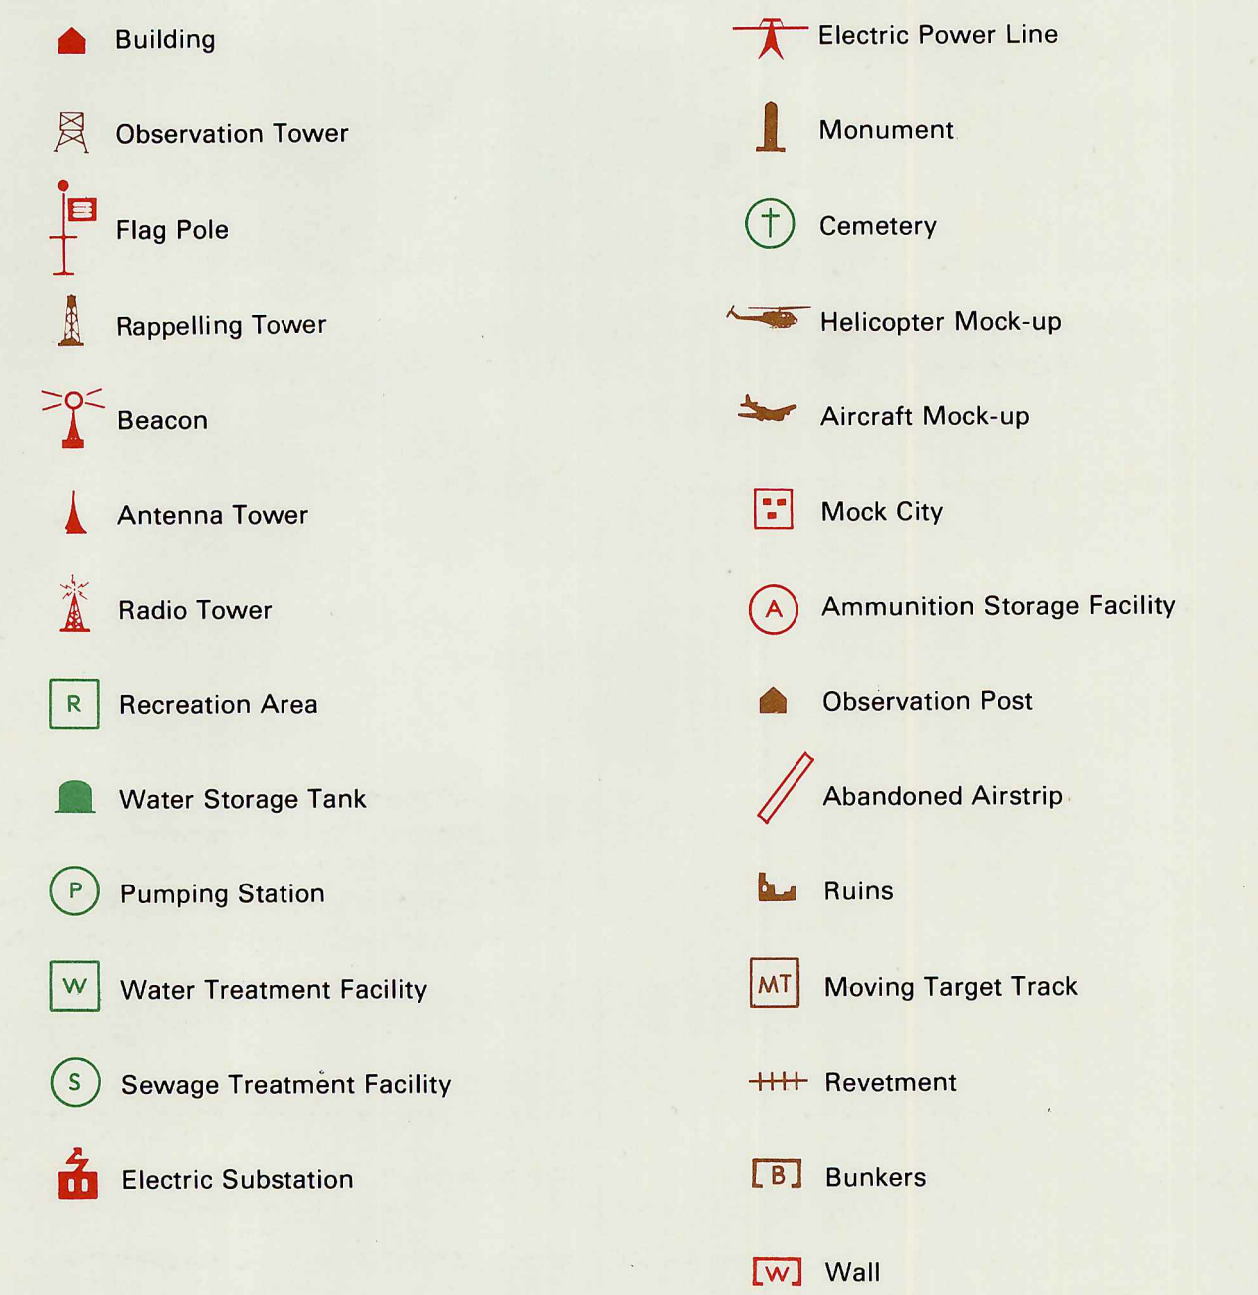 Building
Observation Tower
Flag Pole
Rappelling Tower
Beacon
Antenna Tower
Radio Tower
R Recreation Area
Water Storage Tank
P Pumping Station
W Water Treatment Facility
S Sewage Treatment Facility
Electric Substation
Electric Power Line
Monument
Cemetery
Helicopter Mock-up
Aircraft Mock-up
Mock City
A Ammunition Storage Facility
Observation Post
Abandoned Airstrip
Ruins
MT Moving Target Track
Revetment
B Bunkers
W Wall